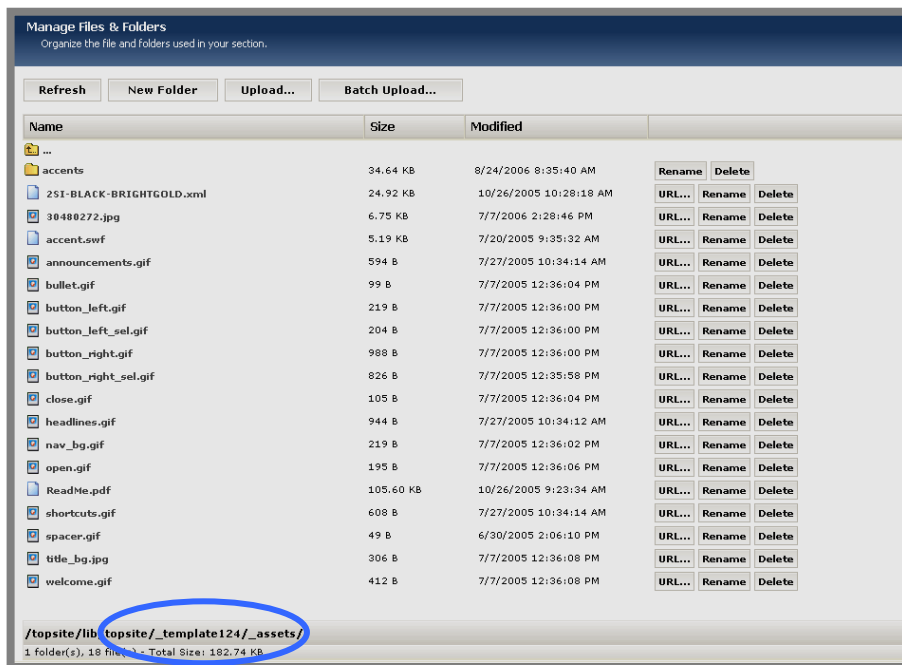 Manage Files & Folders
Organize the file and folders used in your section.
Refresh New Folder Upload... Batch Upload...
Name Size Modified
...
accents 34.64 KB 8/24/2006 8:35:40 AM Rename Delete
2SI-BLACK-BRIGHTGOLD.xml 24.92 KB 10/26/2005 10:28:18 AM URL... Rename Delete
30480272.jpg 6.75 KB 7/7/2006 2:28:46 PM URL... Rename Delete
accent.swf 5.19 KB 7/20/2005 9:35:32 AM URL... Rename Delete
announcements.gif 594 B 7/27/2005 10:34:14 AM URL... Rename Delete
bullet.gif 99 B 7/7/2005 12:36:04 PM URL... Rename Delete
button_left.gif 219 B 7/7/2005 12:36:00 PM URL... Rename Delete
button_left_sel.gif 204 B 7/7/2005 12:36:00 PM URL... Rename Delete
button_right.gif 988 B 7/7/2005 12:36:00 PM URL... Rename Delete
button_right_sel.gif 826 B 7/7/2005 12:35:58 PM URL... Rename Delete
close.gif 105 B 7/7/2005 12:36:04 PM URL... Rename Delete
headlines.gif 944 B 7/27/2005 10:34:12 AM URL... Rename Delete
nav_bg.gif 219 B 7/7/2005 12:36:02 PM URL... Rename Delete
open.gif 195 B 7/7/2005 12:36:06 PM URL... Rename Delete
ReadMe.pdf 105.60 KB 10/26/2005 9:23:34 AM URL... Rename Delete
shortcuts.gif 608 B 7/27/2005 10:34:14 AM URL... Rename Delete
spacer.gif 49 B 6/30/2005 2:06:10 PM URL... Rename Delete
title_bg.jpg 306 B 7/7/2005 12:36:08 PM URL... Rename Delete
welcome.gif 412 B 7/7/2005 12:36:08 PM URL... Rename Delete
/topsite/lib/topsite/_template124/_assets/
1 folder(s), 18 file(s) - Total Size: 182.74 KB